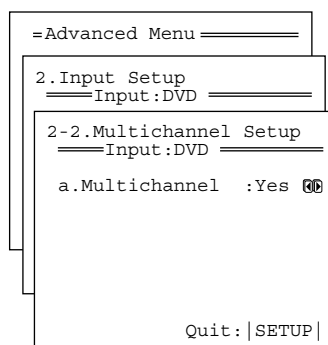 Advanced Menu
2.Input Setup
Input:DVD
2-2.Multichannel Setup
Input:DVD
a.Multichannel :Yes
Quit:|SETUP|